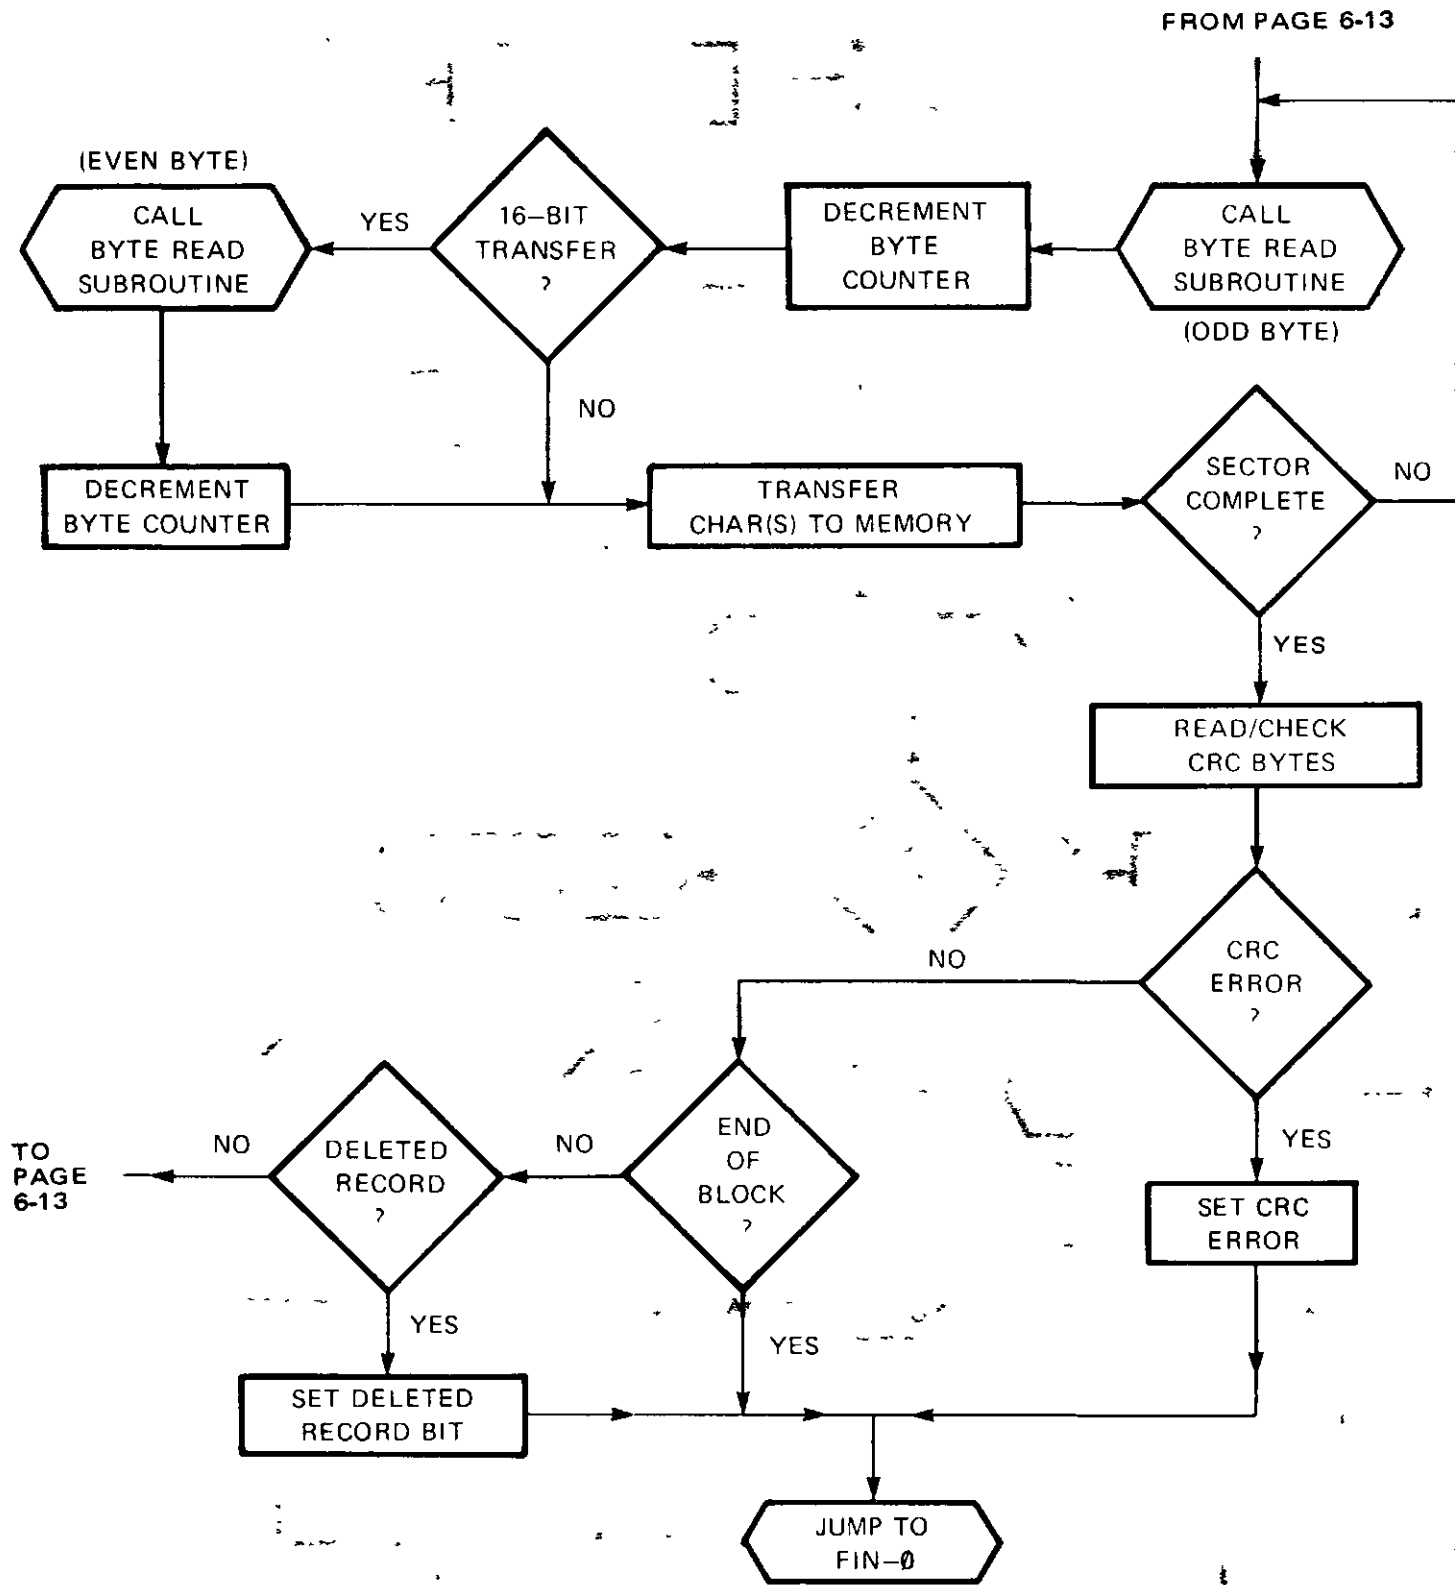 FROM PAGE 6-13
(EVEN BYTE)
CALL
BYTE READ
SUBROUTINE
YES
16-BIT
TRANSFER
?
DECREMENT
BYTE
COUNTER
CALL
BYTE READ
SUBROUTINE
(ODD BYTE)
NO
DECREMENT
BYTE COUNTER
TRANSFER
CHAR(S) TO MEMORY
SECTOR
COMPLETE
?
NO
YES
READ/CHECK
CRC BYTES
NO
CRC
ERROR
?
YES
TO
PAGE
6-13
NO
DELETED
RECORD
?
NO
END
OF
BLOCK
?
SET CRC
ERROR
YES
YES
SET DELETED
RECORD BIT
JUMP TO
FIN-Ø